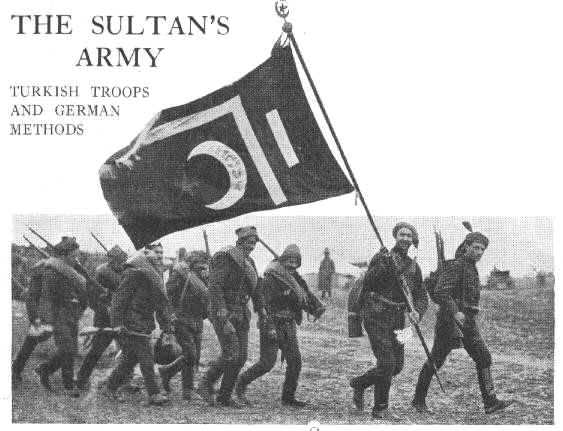 THE SULTAN'S
ARMY
TURKISH TROOPS
AND GERMAN
METHODS